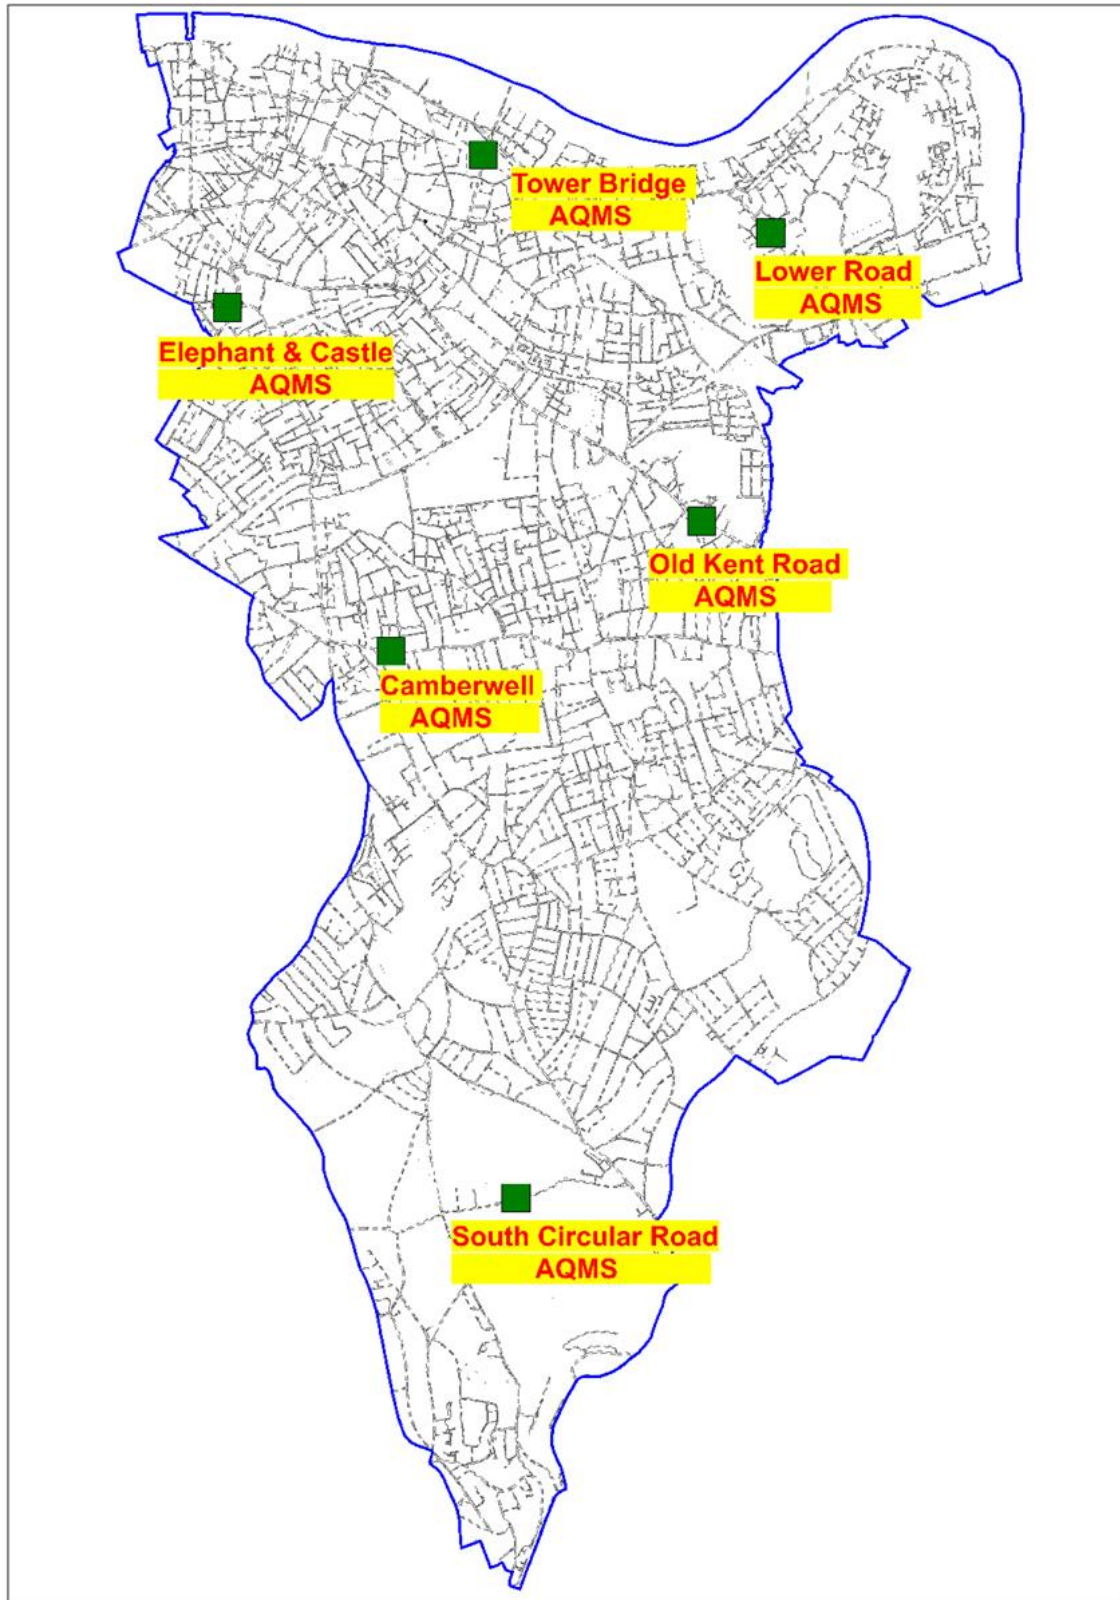 Tower Bridge
AQMS
Lower Road
AQMS
Elephant & Castle
AQMS
Old Kent Road
AQMS
Camberwell
AQMS
South Circular Road
AQMS